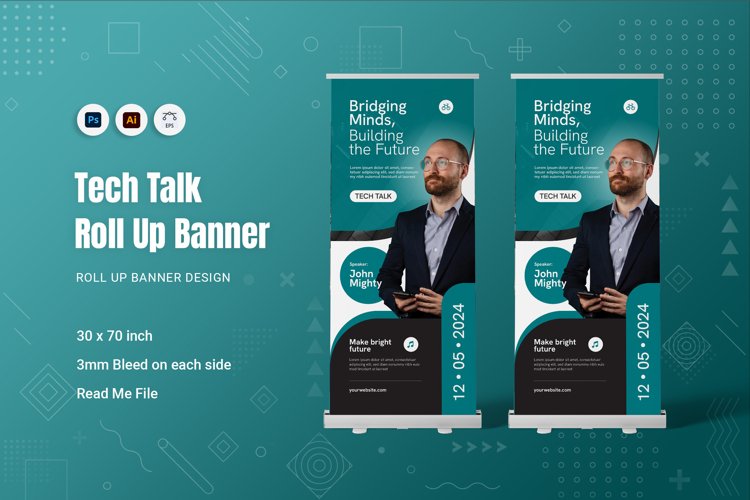 Ps
Ai
EPS
Tech Talk
Roll Up Banner
ROLL UP BANNER DESIGN
30 x 70 inch
3mm Bleed on each side
Read Me File
Bridging
Minds,
Building
the Future
TECH TALK
Speaker:
John
Mighty
Make bright
future
yourwebsite.com
12 • 05 • 2024
Bridging
Minds,
Building
the Future
TECH TALK
Speaker:
John
Mighty
Make bright
future
yourwebsite.com
12 • 05 • 2024